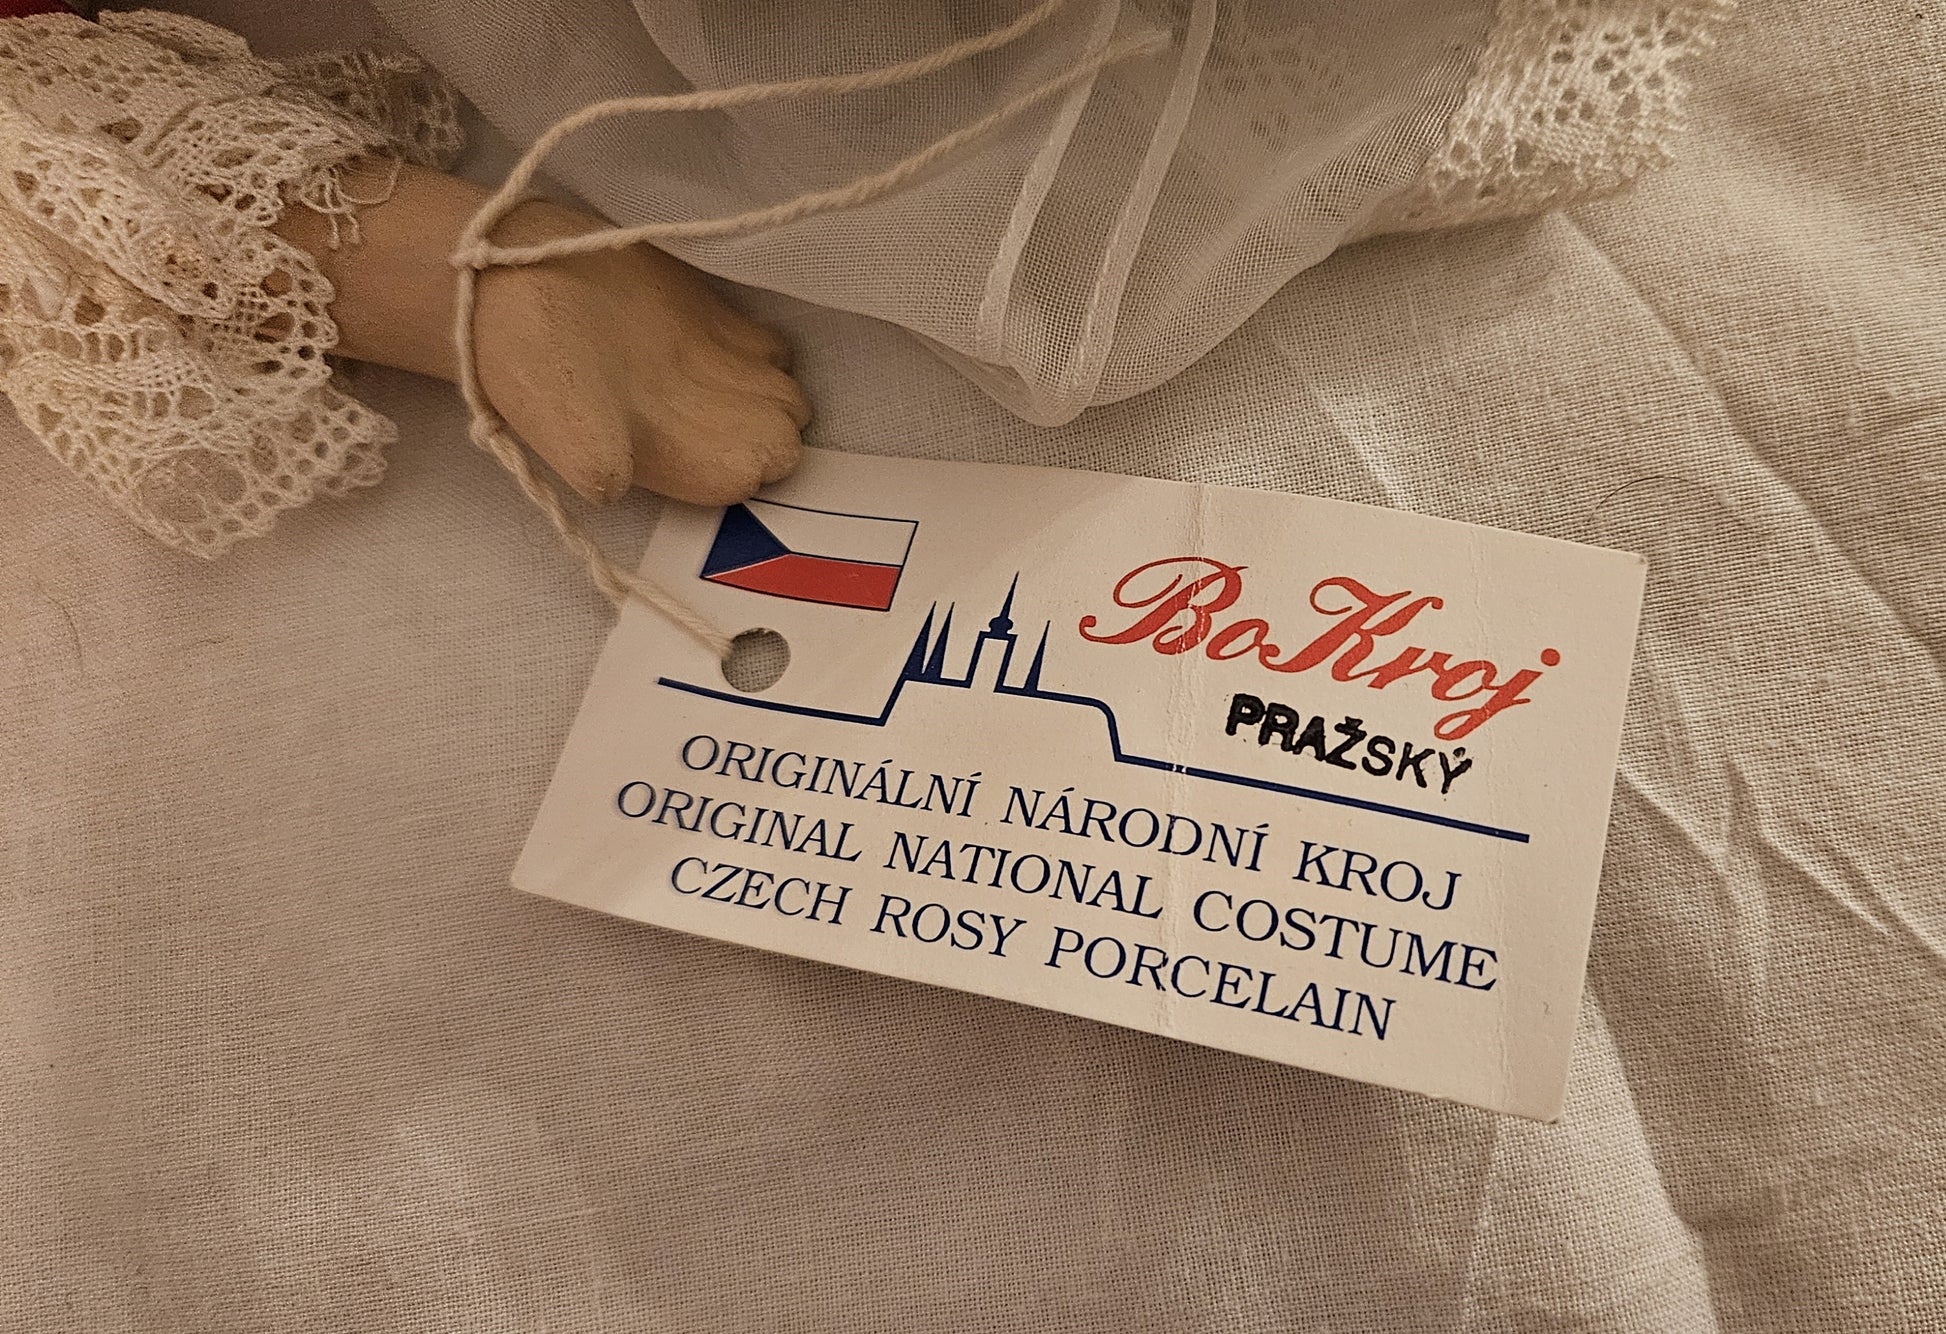 BoKroj
PRAŽSKÝ
ORIGINÁLNÍ NÁRODNÍ KROJ
ORIGINAL NATIONAL COSTUME
CZECH ROSY PORCELAIN